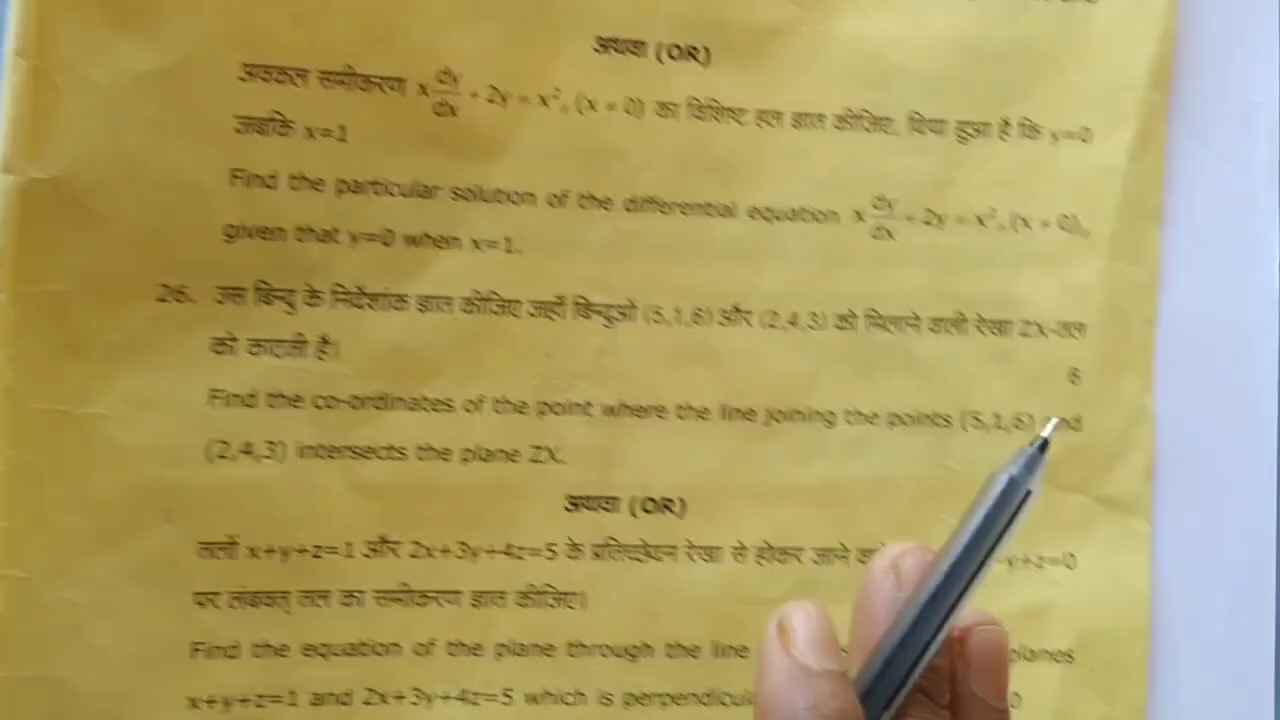 अथवा (OR)
अवकल समीकरण x dy/dx + 2y = x², (x ≠ 0) का विशिष्ट हल ज्ञात कीजिए, दिया हुआ है कि y=0
जबकि x=1
Find the particular solution of the differential equation x dy/dx + 2y = x², (x ≠ 0),
given that y=0 when x=1.
26. उस बिन्दु के निर्देशांक ज्ञात कीजिए जहाँ बिन्दुओ (5,1,6) और (2,4,3) को मिलाने वाली रेखा ZX-तल
को काटती है।
6
Find the co-ordinates of the point where the line joining the points (5,1,6) and
(2,4,3) intersects the plane ZX.
अथवा (OR)
तलों x+y+z=1 और 2x+3y+4z=5 के प्रतिच्छेदन रेखा से होकर जाने -y+z=0
पर लंबवत् तल का समीकरण ज्ञात कीजिए।
Find the equation of the plane through the line planes
x+y+z=1 and 2x+3y+4z=5 which is 0